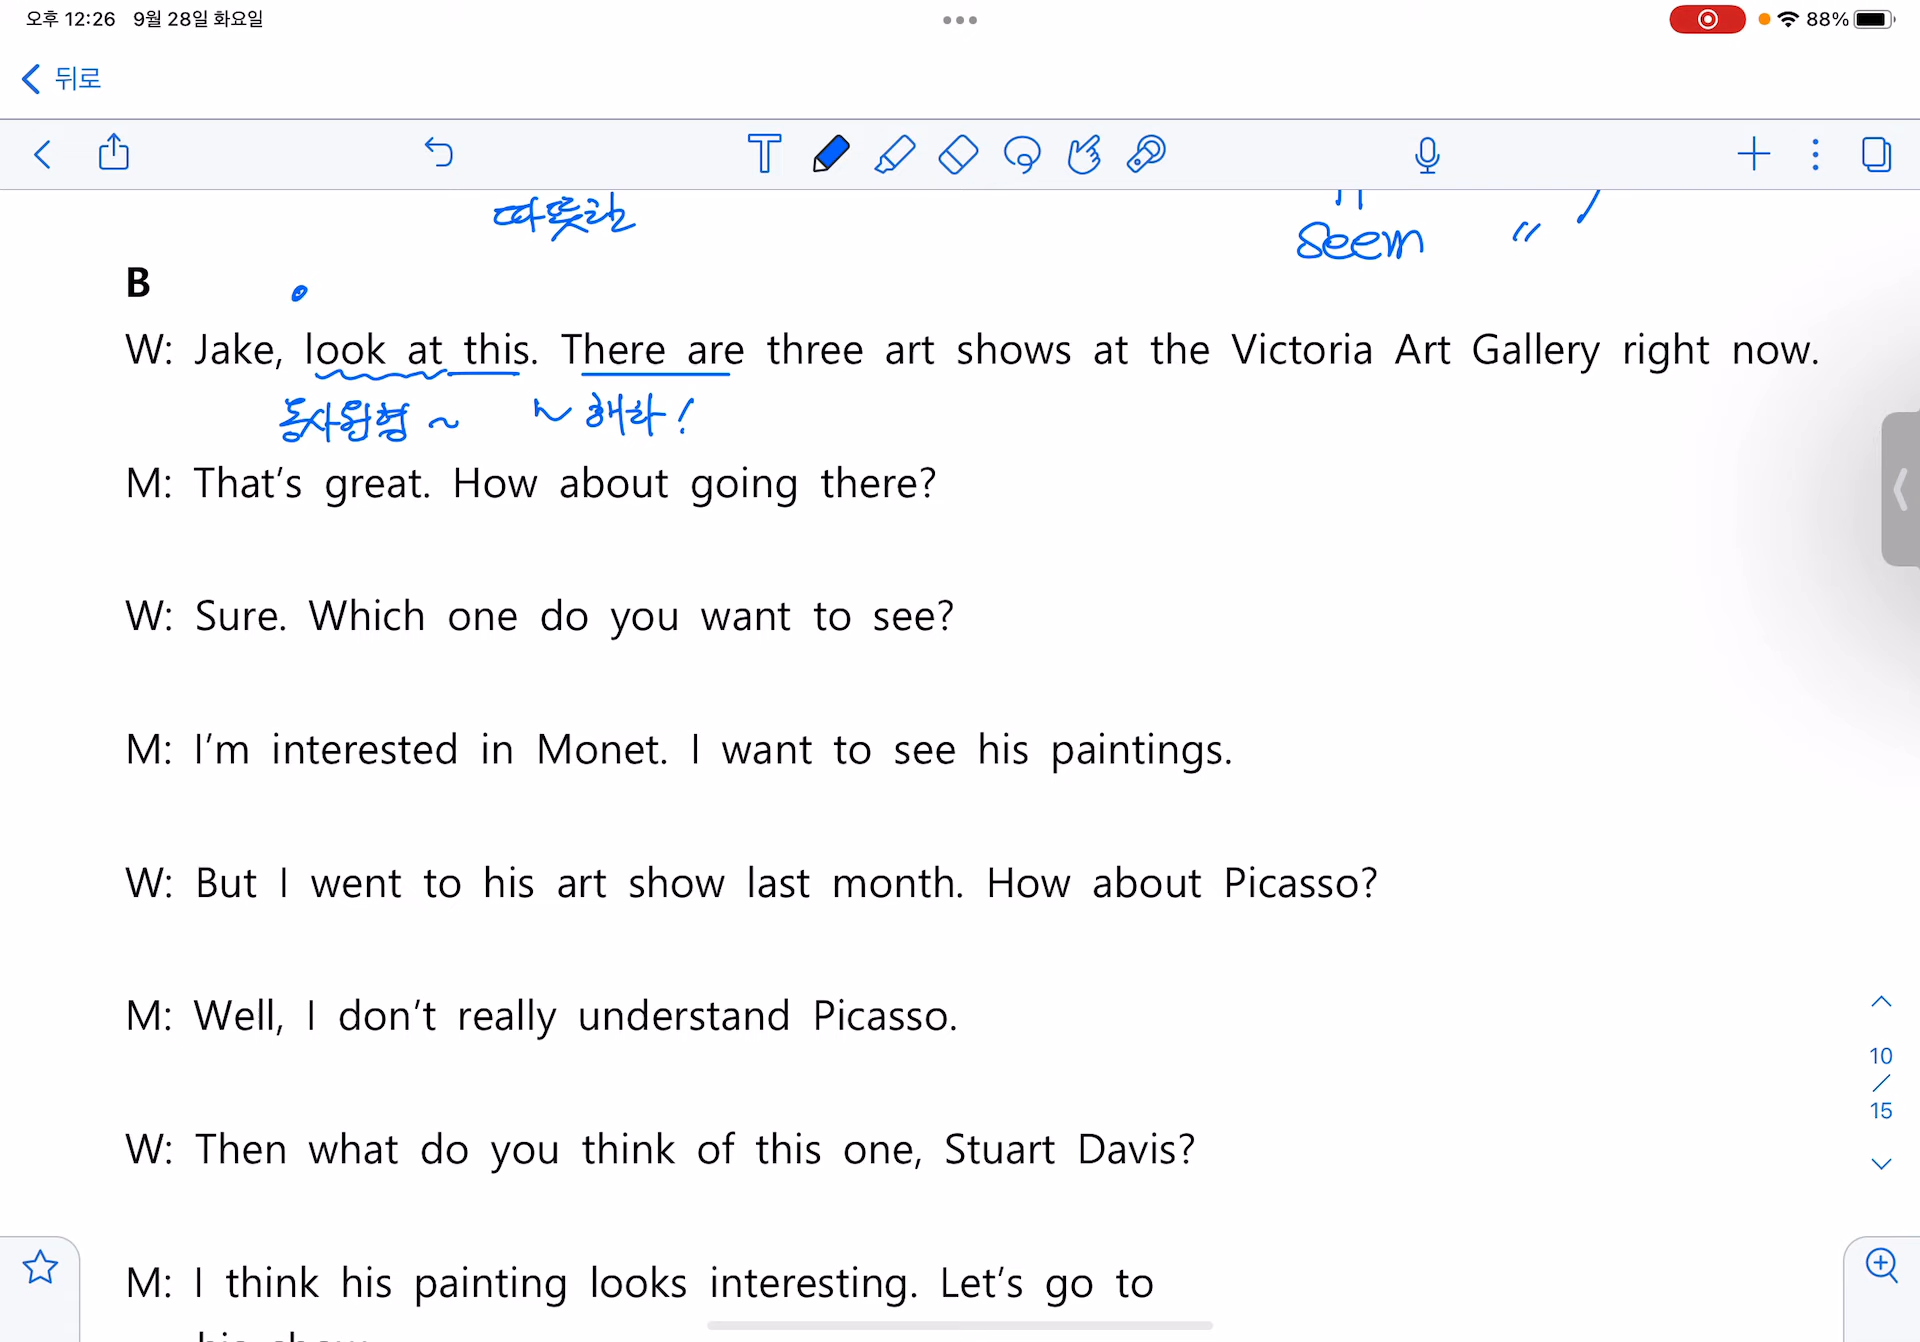 오후 12:26 9월 28일 화요일
88%
뒤로
따뜻한
seem "
B
W: Jake, look at this. There are three art shows at the Victoria Art Gallery right now.
동사원형 ~ ~ 해라!
M: That's great. How about going there?
W: Sure. Which one do you want to see?
M: I'm interested in Monet. I want to see his paintings.
W: But I went to his art show last month. How about Picasso?
M: Well, I don't really understand Picasso.
W: Then what do you think of this one, Stuart Davis?
M: I think his painting looks interesting. Let's go to
his show.
10
/
15